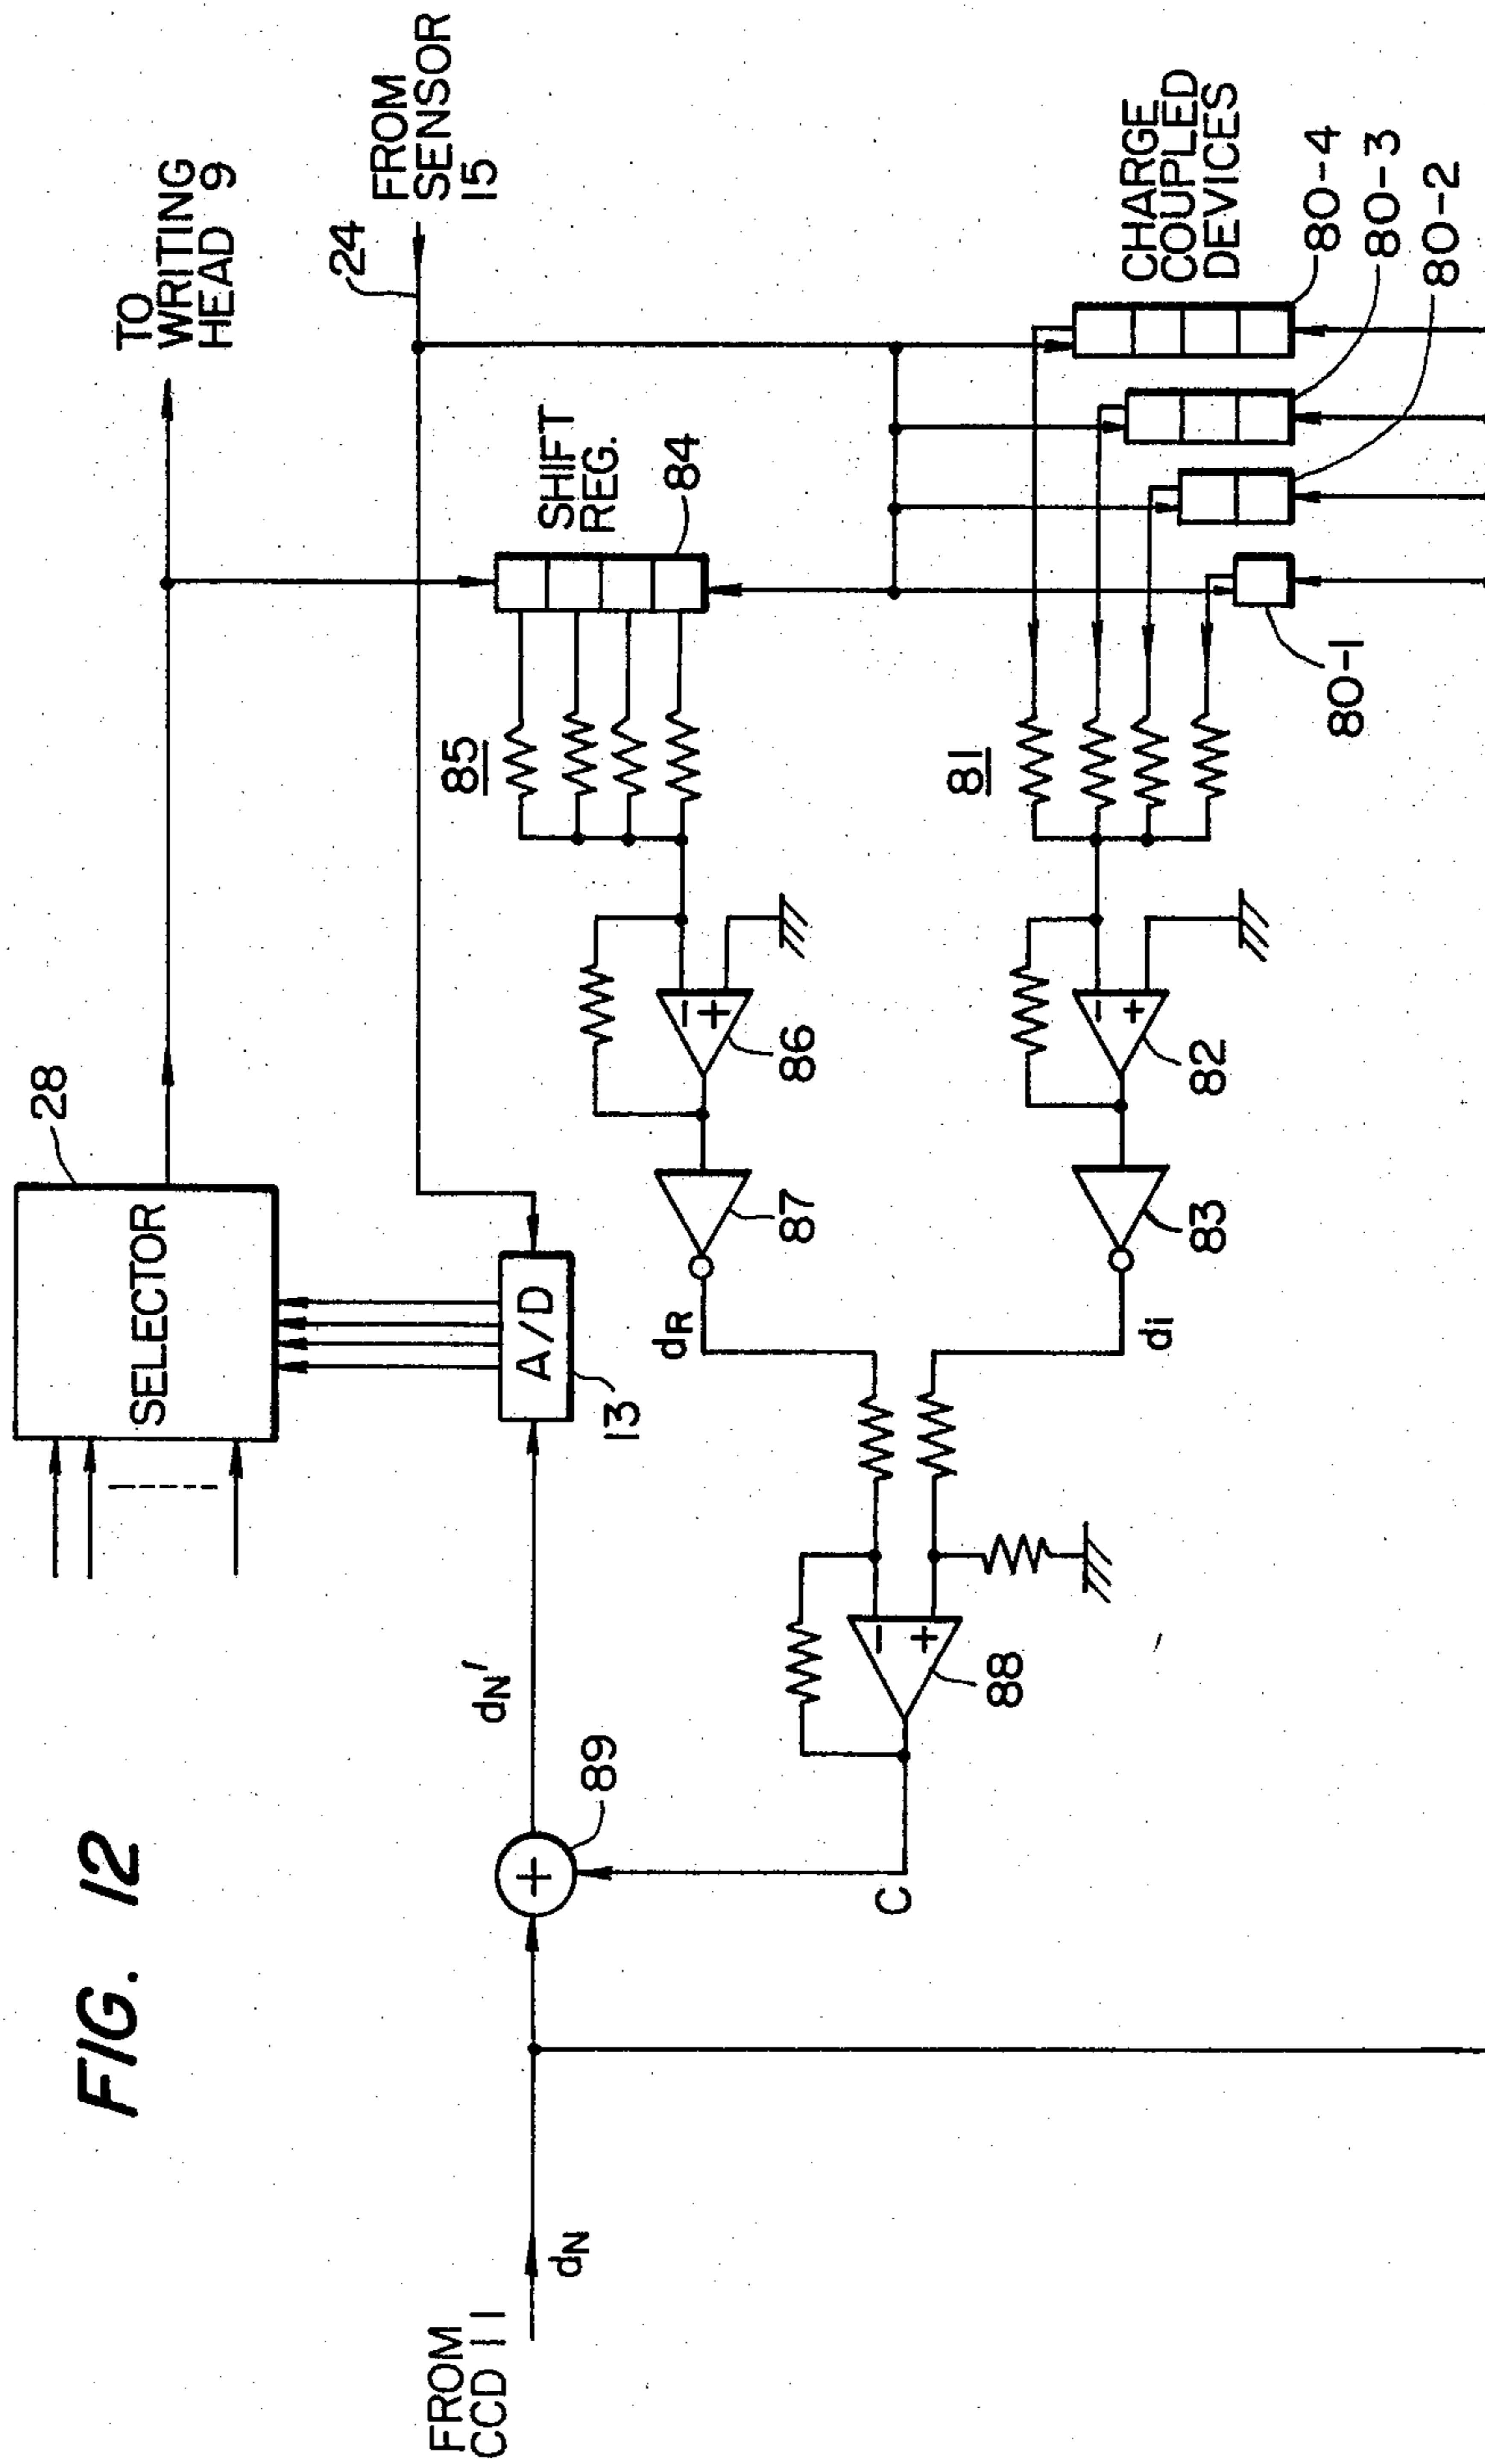 FIG. 12
FROM
CCD 11
dN
89
+
dN'
C
SELECTOR
28
A/D
13
TO
WRITING
HEAD 9
24
FROM
SENSOR
15
SHIFT
REG.
84
85
−
+
86
87
dR
81
−
+
82
83
di
−
+
88
CHARGE
COUPLED
DEVICES
80-4
80-3
80-2
80-1